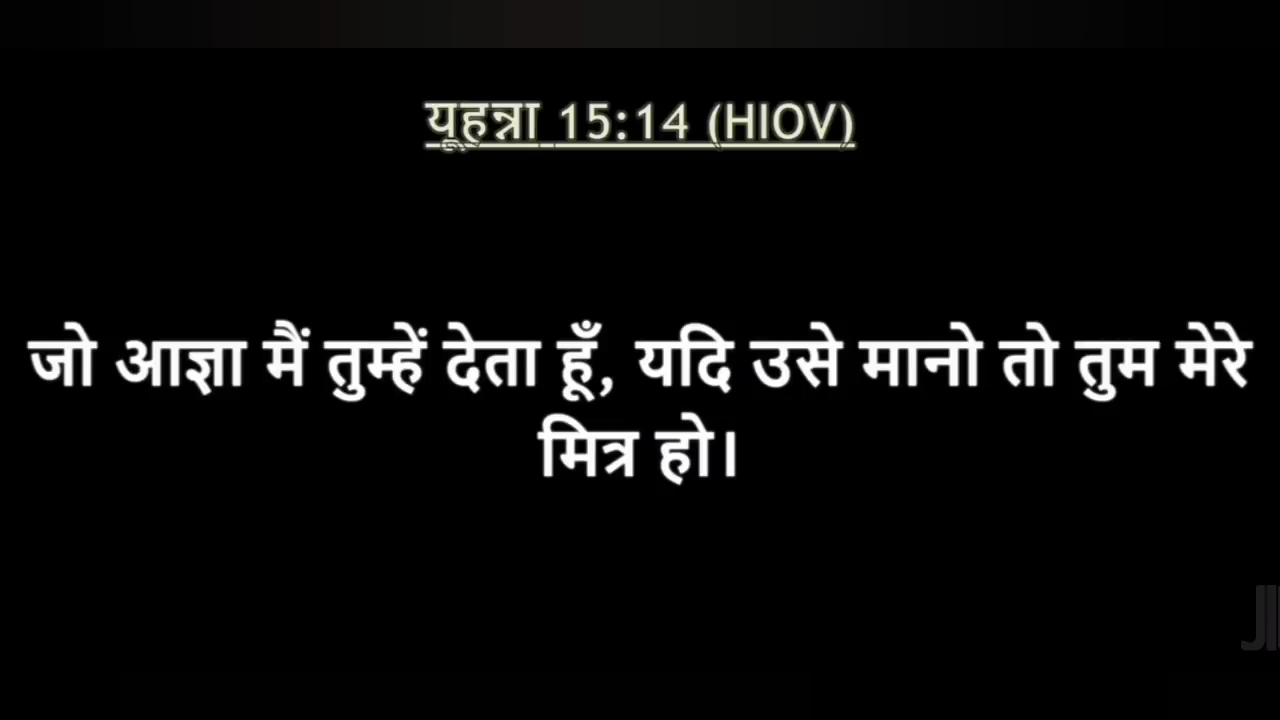 यूहन्ना 15:14 (HIOV)
जो आज्ञा मैं तुम्हें देता हूँ, यदि उसे मानो तो तुम मेरे
मित्र हो।